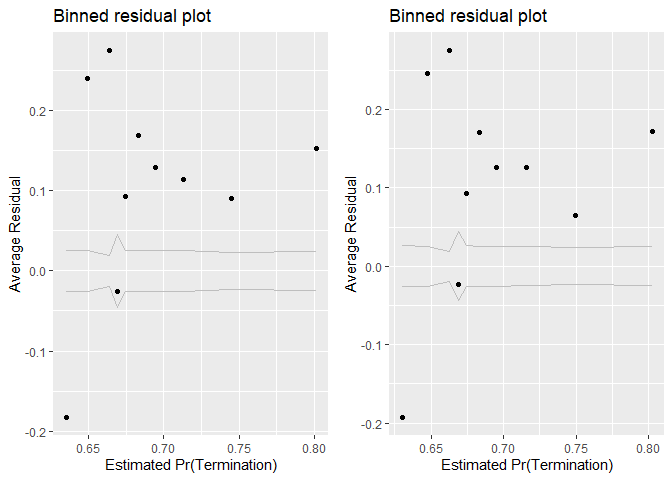 Binned residual plot
Average Residual
0.2
0.1
0.0
-0.1
-0.2
0.65 0.70 0.75 0.80
Estimated Pr(Termination)
Binned residual plot
Average Residual
0.2
0.1
0.0
-0.1
-0.2
0.65 0.70 0.75 0.80
Estimated Pr(Termination)